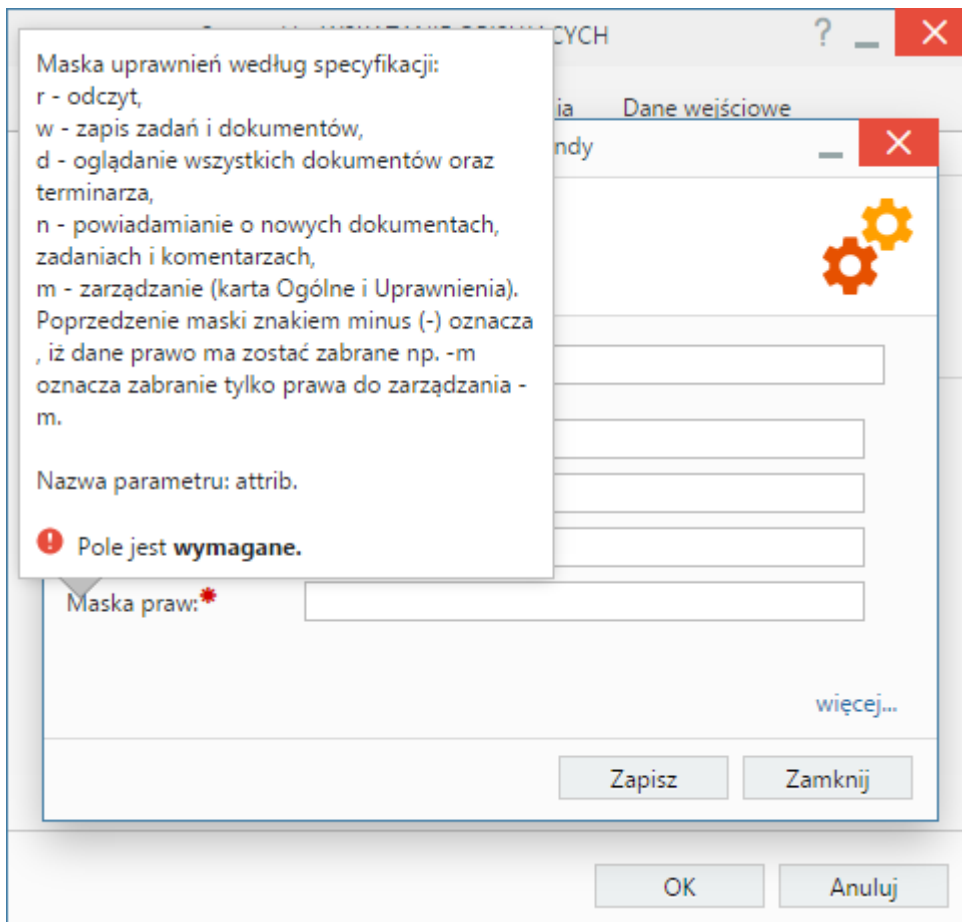 CYCH
?
Maska uprawnień według specyfikacji:
r - odczyt,
w - zapis zadań i dokumentów,
d - oglądanie wszystkich dokumentów oraz
terminarza,
n - powiadamianie o nowych dokumentach,
zadaniach i komentarzach,
m - zarządzanie (karta Ogólne i Uprawnienia).
Poprzedzenie maski znakiem minus (-) oznacza
, iż dane prawo ma zostać zabrane np. -m
oznacza zabranie tylko prawa do zarządzania -
m.
Nazwa parametru: attrib.
Pole jest wymagane.
ia Dane wejściowe
ndy
Maska praw:
więcej...
Zapisz Zamknij
OK Anuluj